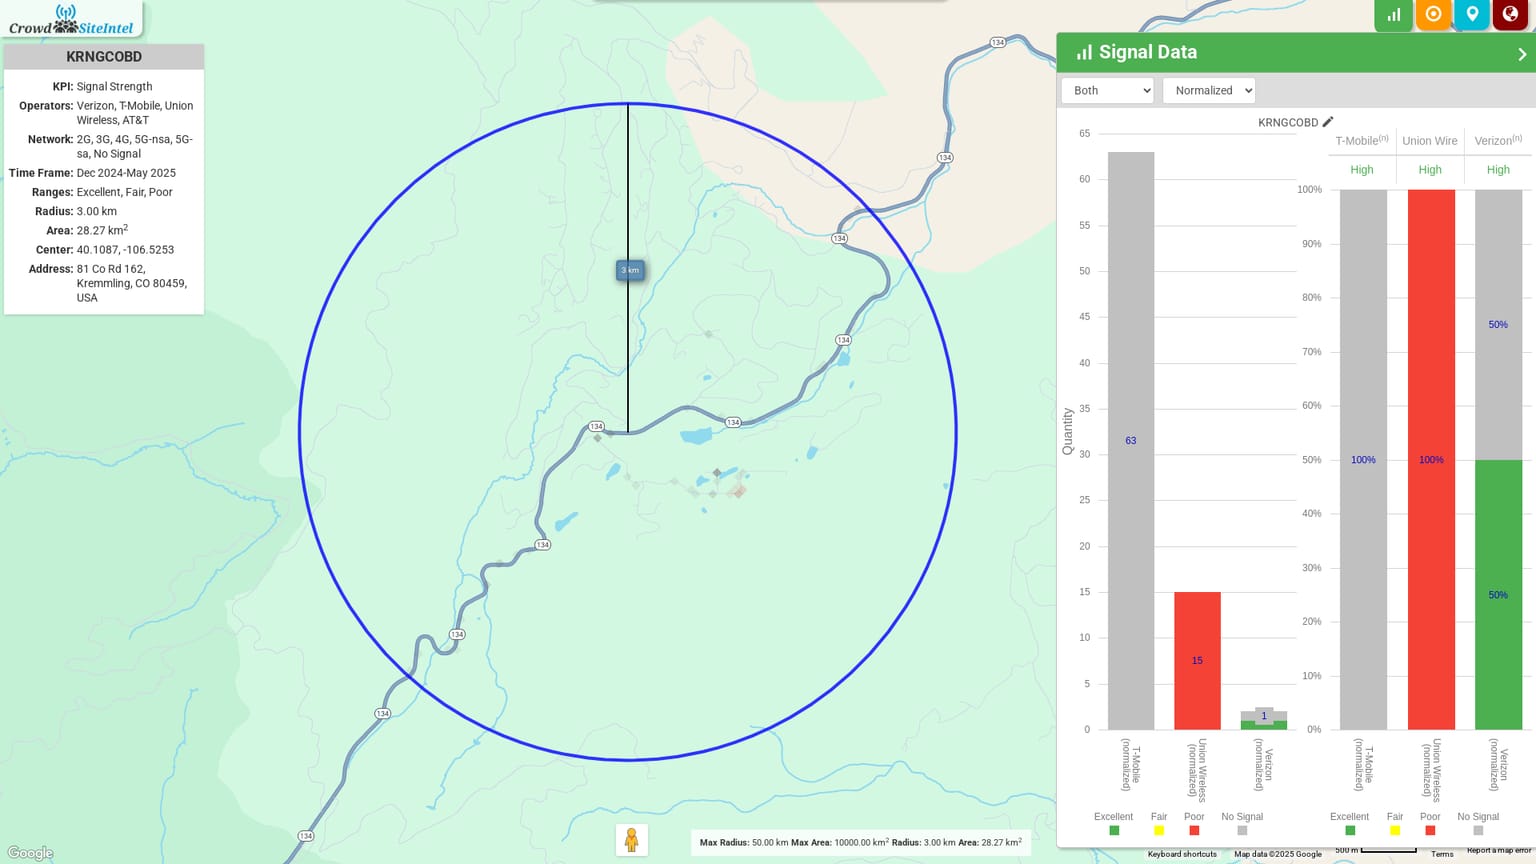 Crowd SiteIntel
KRNGCOBD
KPI: Signal Strength
Operators: Verizon, T-Mobile, Union
Wireless, AT&T
Network: 2G, 3G, 4G, 5G-nsa, 5G-
sa, No Signal
Time Frame: Dec 2024-May 2025
Ranges: Excellent, Fair, Poor
Radius: 3.00 km
Area: 28.27 km²
Center: 40.1087, -106.5253
Address: 81 Co Rd 162,
Kremmling, CO 80459,
USA
134
134
134
3 km
134
134
134
134
134
134
134
Google
Max Radius: 50.00 km Max Area: 10000.00 km² Radius: 3.00 km Area: 28.27 km²
Signal Data
Both
Normalized
KRNGCOBD
65
60
55
50
45
40
35
30
25
20
15
10
5
0
Quantity
63
15
1
T-Mobile
(normalized)
Union Wireless
(normalized)
Verizon
(normalized)
Excellent Fair Poor No Signal
T-Mobile(n) Union Wire Verizon(n)
High High High
100%
90%
80%
70%
60%
50%
40%
30%
20%
10%
0%
100%
100%
50%
50%
T-Mobile
(normalized)
Union Wireless
(normalized)
Verizon
(normalized)
Excellent Fair Poor No Signal
Keyboard shortcuts Map data ©2025 Google 500 m Terms Report a map error